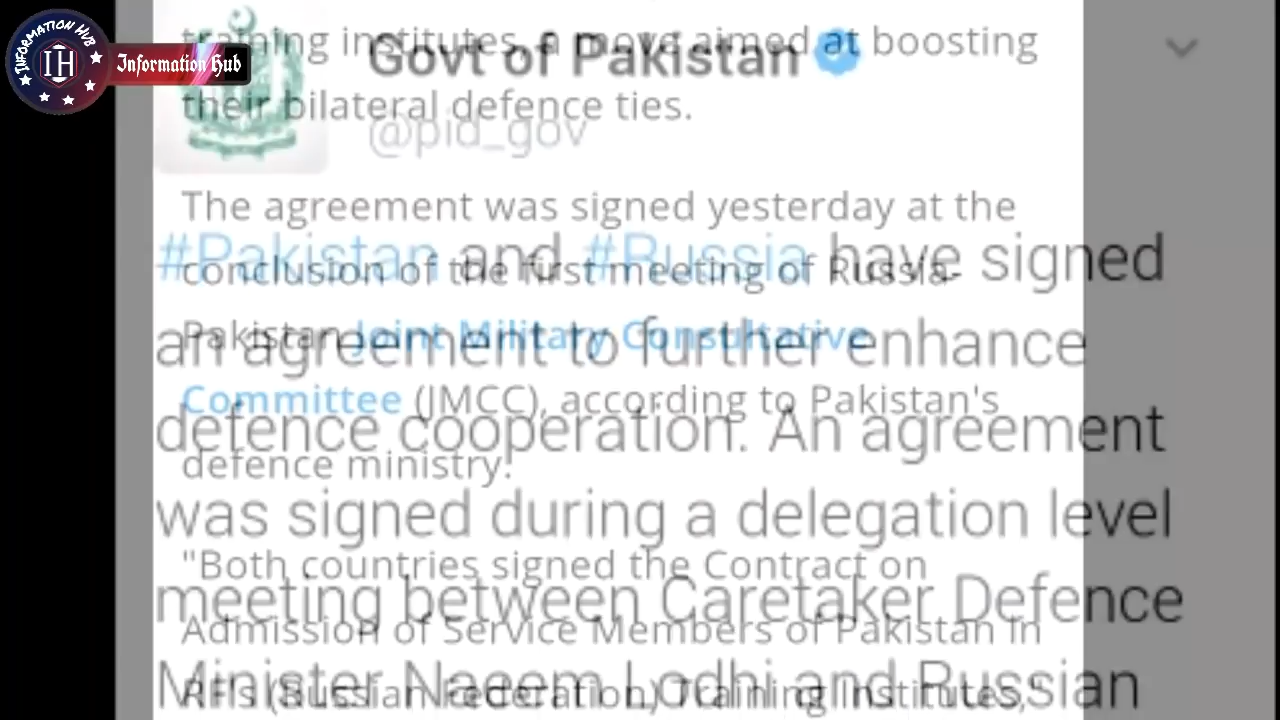 INFORMATION HUB
IH
Information Hub
training institutes, a move aimed at boosting
their bilateral defence ties.
The agreement was signed yesterday at the
conclusion of the first meeting of Russia-
Pakistan Joint Military Consultative
Committee (JMCC), according to Pakistan's
defence ministry.
"Both countries signed the Contract on
Admission of Service Members of Pakistan in
RF's (Russian Federation) Training Institutes,"
Govt of Pakistan
@pid_gov
#Pakistan and #Russia have signed
an agreement to further enhance
defence cooperation. An agreement
was signed during a delegation level
meeting between Caretaker Defence
Minister Naeem Lodhi and Russian